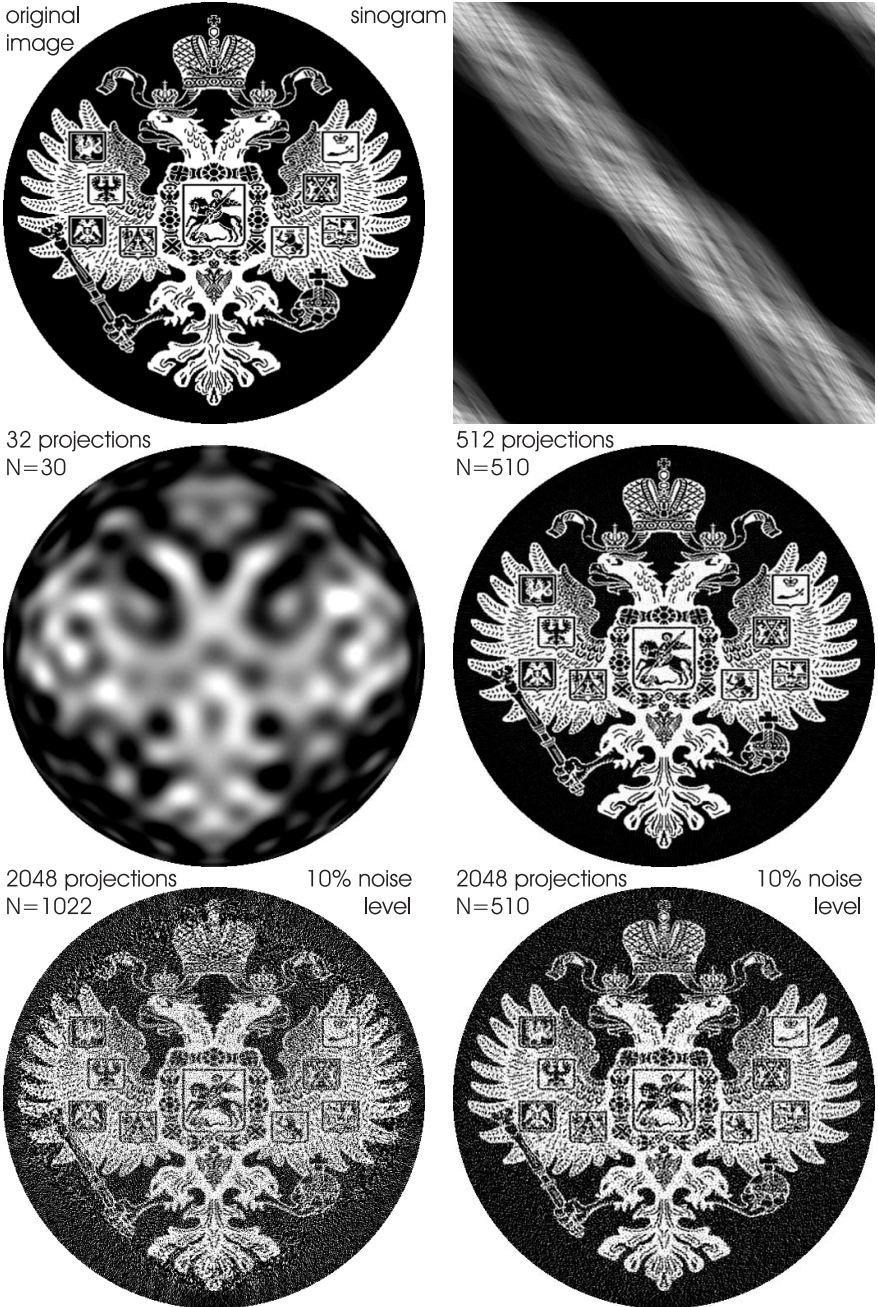 original
image
sinogram
32 projections
N=30
512 projections
N=510
2048 projections
N=1022
10% noise
level
2048 projections
N=510
10% noise
level